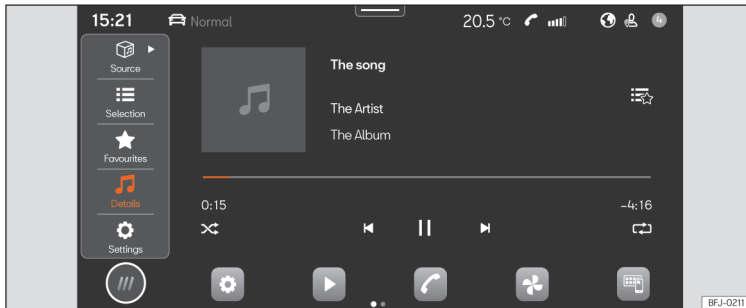 15:21
Normal
20.5 °C
4
Source
Selection
Favourites
Details
Settings
The song
The Artist
The Album
0:15
-4:16
BFJ-0211